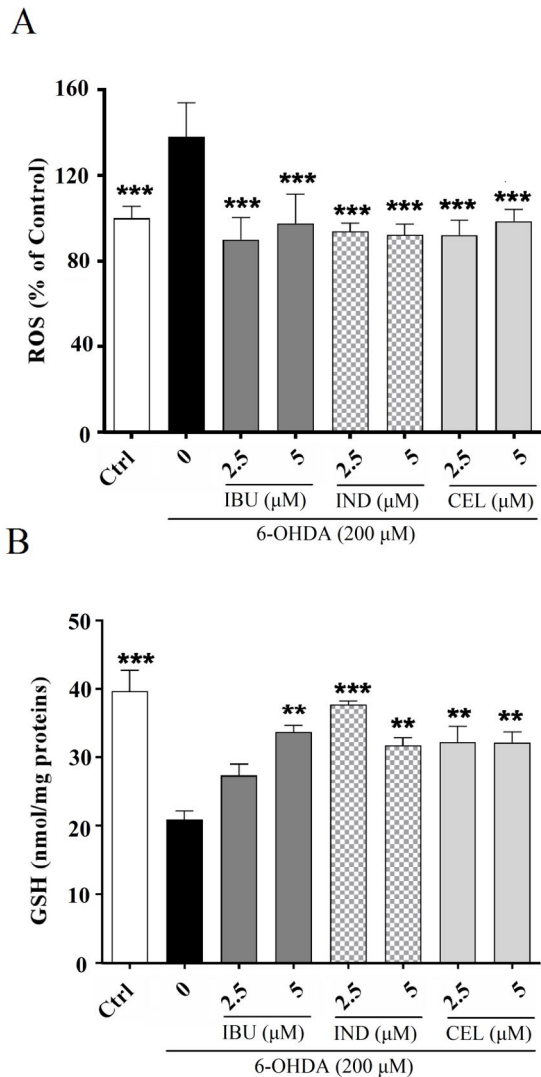 A
ROS (% of Control)
160
120
80
40
0
***
*** *** *** *** *** ***
Ctrl 0 2.5 5 2.5 5 2.5 5
IBU (μM) IND (μM) CEL (μM)
6-OHDA (200 μM)
B
GSH (nmol/mg proteins)
50
40
30
20
10
0
***
** *** ** ** **
Ctrl 0 2.5 5 2.5 5 2.5 5
IBU (μM) IND (μM) CEL (μM)
6-OHDA (200 μM)